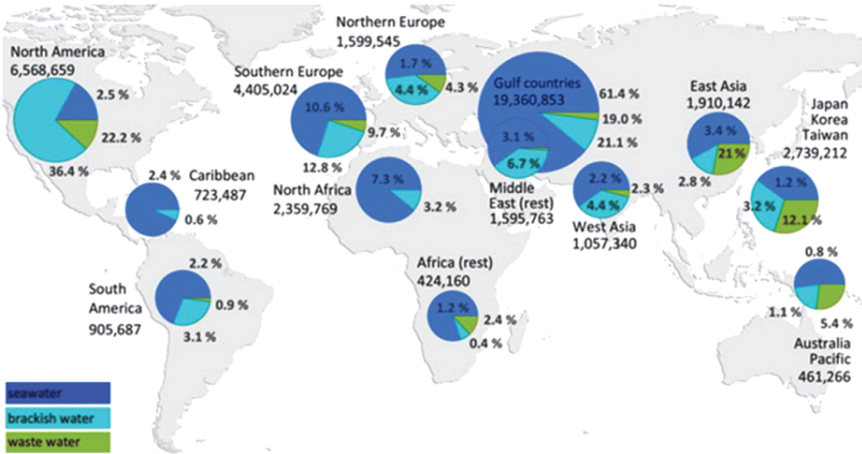 North America
6,568,659
2.5 %
22.2 %
36.4 %
Northern Europe
1,599,545
1.7 %
4.4 %
4.3 %
Southern Europe
4,405,024
10.6 %
9.7 %
12.8 %
Gulf countries
19,360,853
61.4 %
19.0 %
21.1 %
3.1 %
6.7 %
Middle
East (rest)
1,595,763
East Asia
1,910,142
3.4 %
21 %
2.8 %
Japan
Korea
Taiwan
2,739,212
1.2 %
3.2 %
12.1 %
2.4 %
Caribbean
723,487
0.6 %
North Africa
2,359,769
7.3 %
3.2 %
2.2 %
2.3 %
4.4 %
West Asia
1,057,340
South
America
905,687
2.2 %
0.9 %
3.1 %
Africa (rest)
424,160
1.2 %
2.4 %
0.4 %
0.8 %
1.1 %
5.4 %
Australia
Pacific
461,266
seawater
brackish water
waste water